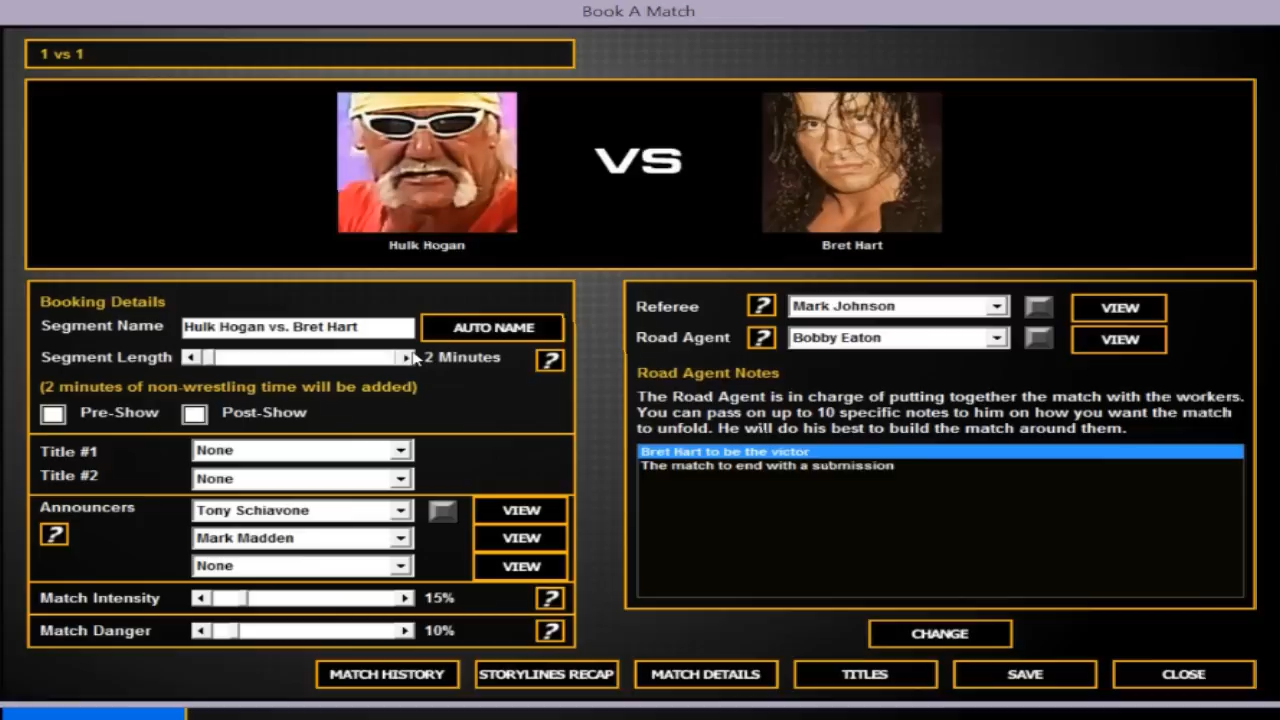 Book A Match
1 vs 1
VS
Hulk Hogan
Bret Hart
Booking Details
Segment Name
Hulk Hogan vs. Bret Hart
AUTO NAME
Segment Length
2 Minutes
?
(2 minutes of non-wrestling time will be added)
Pre-Show
Post-Show
Title #1
None
Title #2
None
Announcers
Tony Schiavone
VIEW
?
Mark Madden
VIEW
None
VIEW
Match Intensity
15%
?
Match Danger
10%
?
Referee
?
Mark Johnson
VIEW
Road Agent
?
Bobby Eaton
VIEW
Road Agent Notes
The Road Agent is in charge of putting together the match with the workers.
You can pass on up to 10 specific notes to him on how you want the match
to unfold. He will do his best to build the match around them.
Bret Hart to be the victor
The match to end with a submission
CHANGE
MATCH HISTORY
STORYLINES RECAP
MATCH DETAILS
TITLES
SAVE
CLOSE